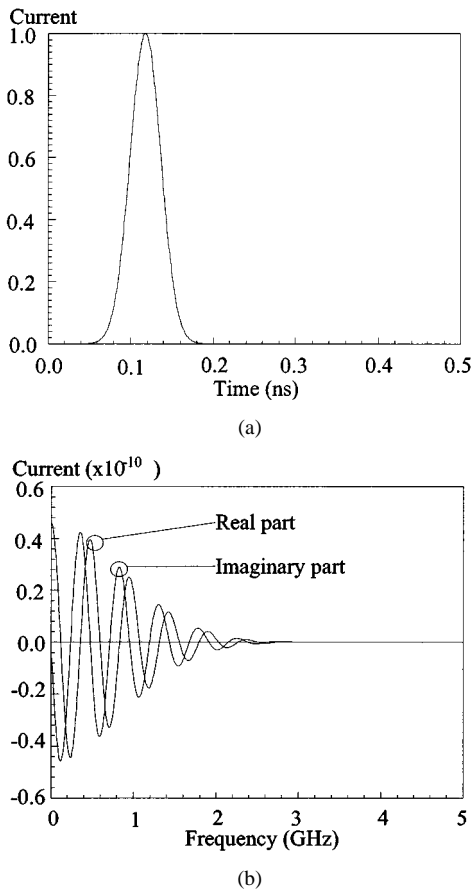 Current
1.0
0.8
0.6
0.4
0.2
0.0
0.0 0.1 0.2 0.3 0.4 0.5
Time (ns)
(a)
Current (x10-10 )
0.6
0.4
0.2
0.0
-0.2
-0.4
-0.6
Real part
Imaginary part
0 1 2 3 4 5
Frequency (GHz)
(b)